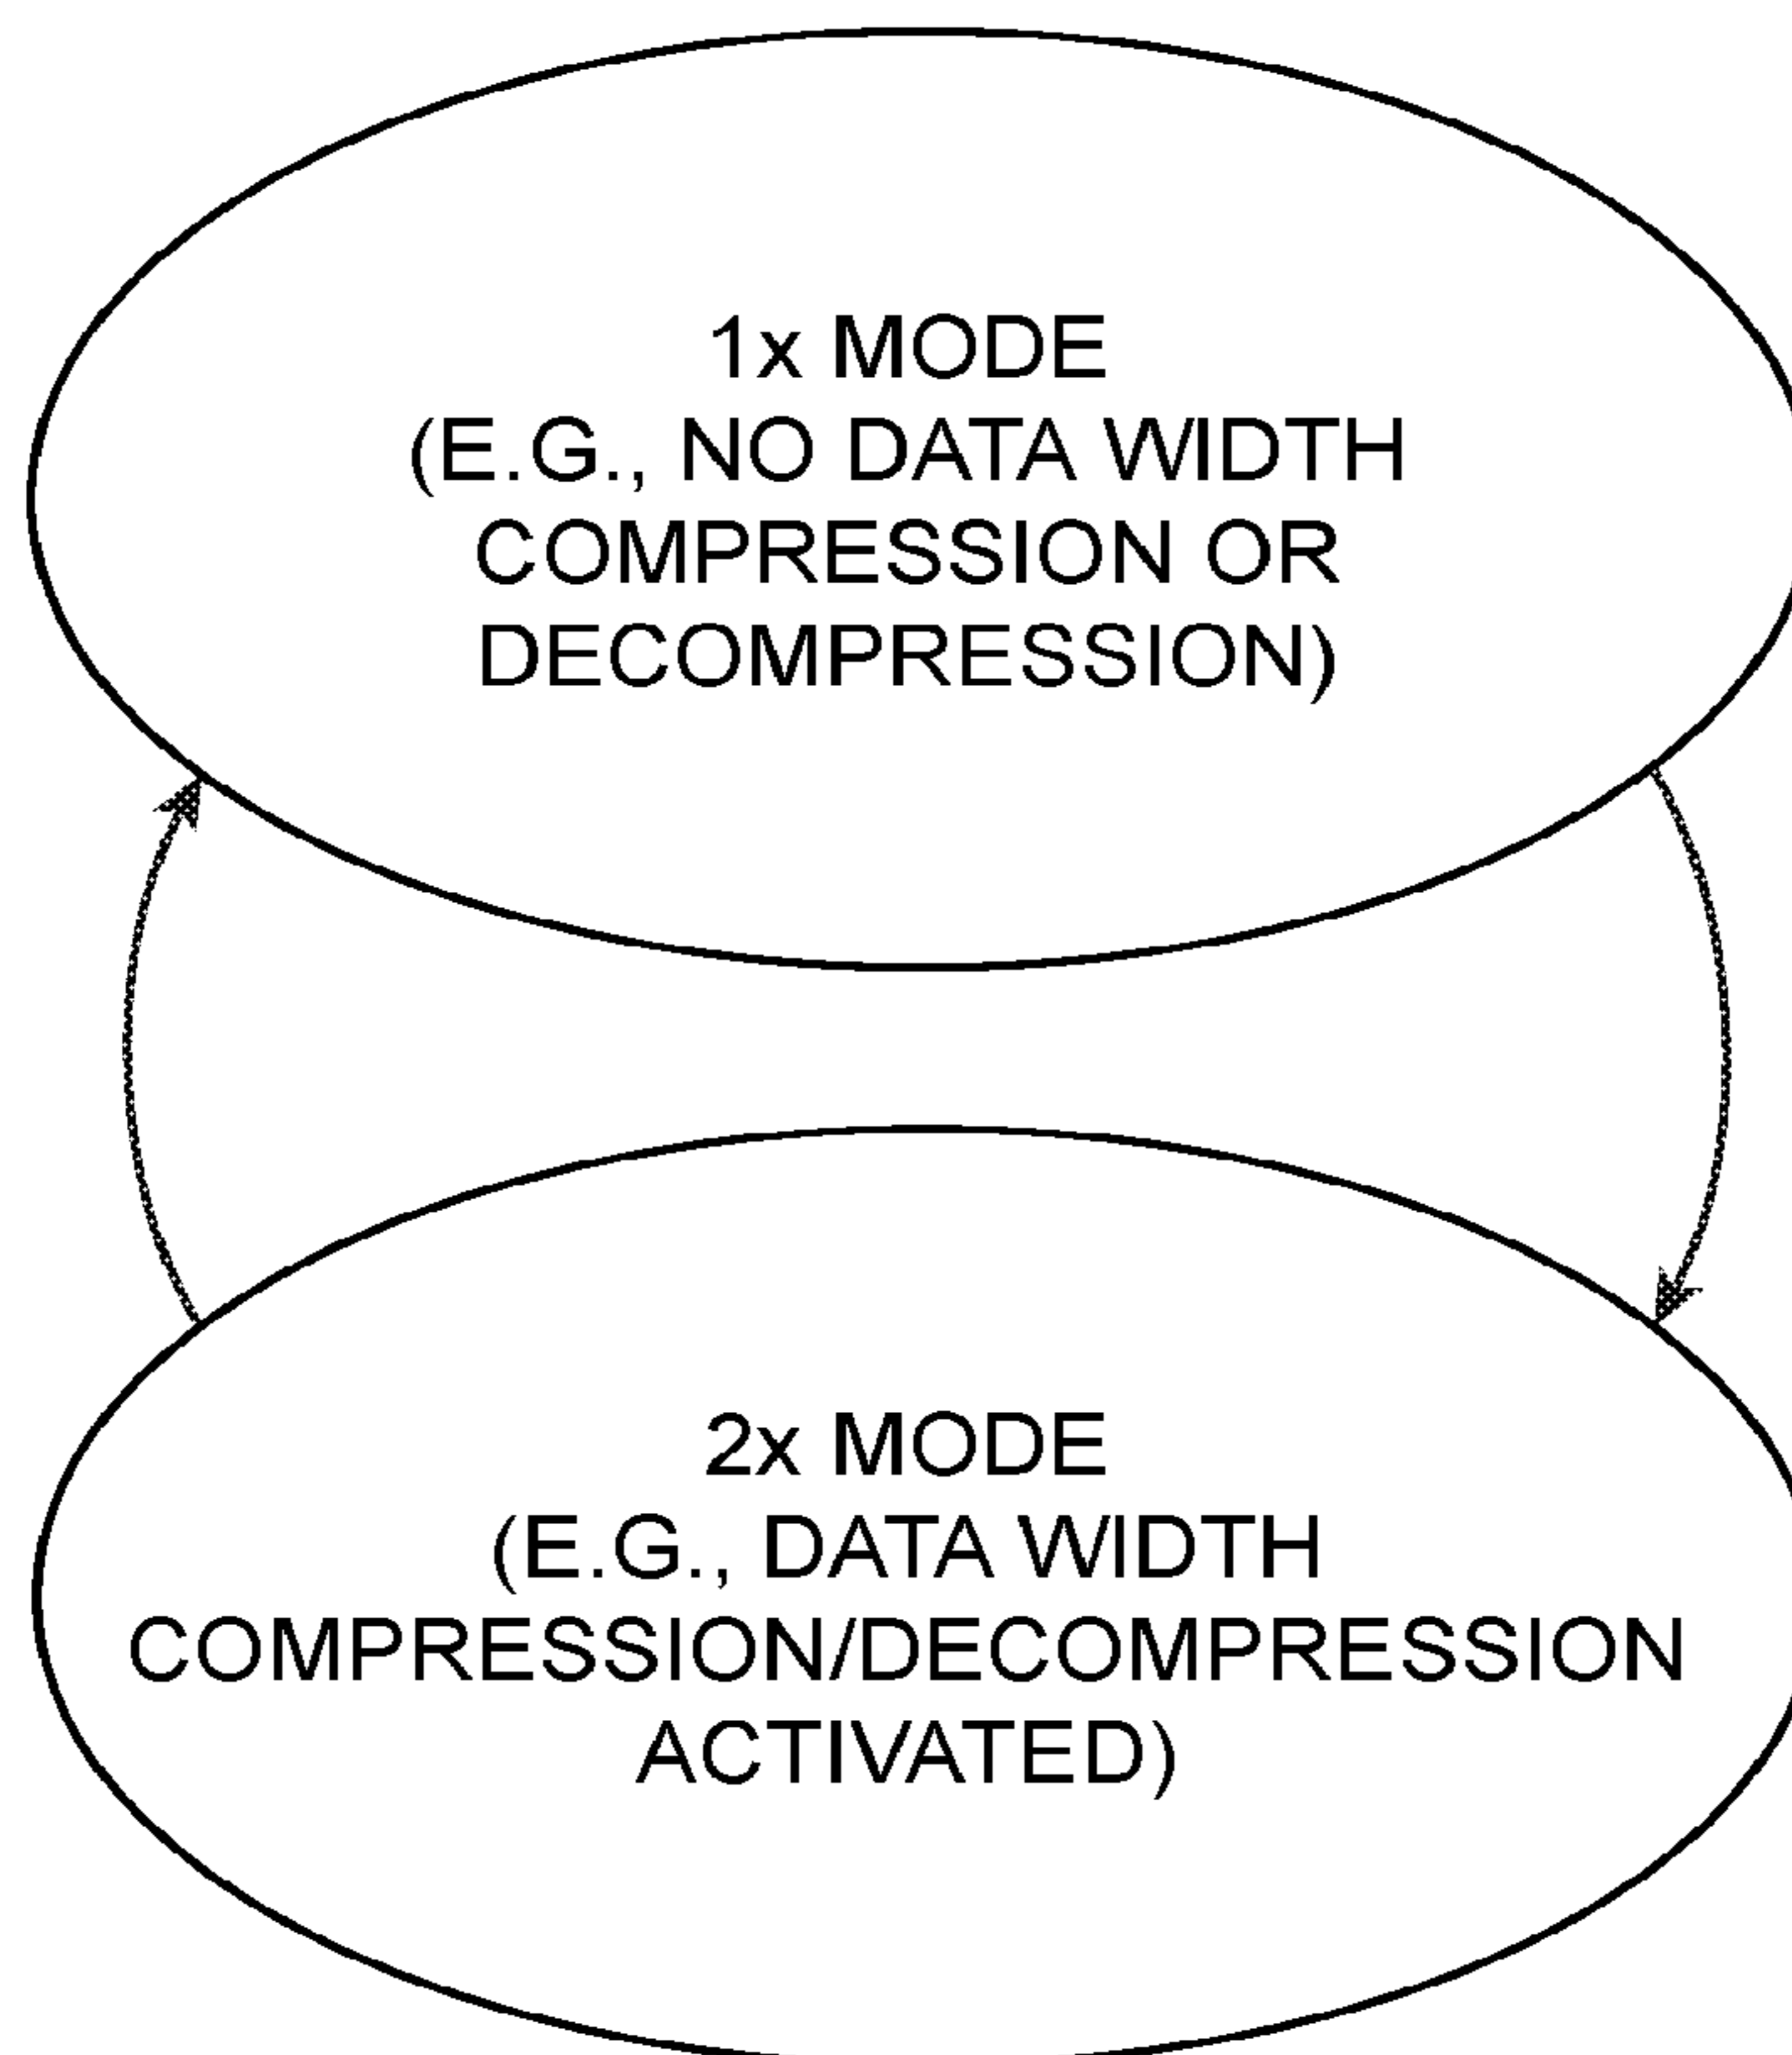 1x MODE
(E.G., NO DATA WIDTH
COMPRESSION OR
DECOMPRESSION)
2x MODE
(E.G., DATA WIDTH
COMPRESSION/DECOMPRESSION
ACTIVATED)